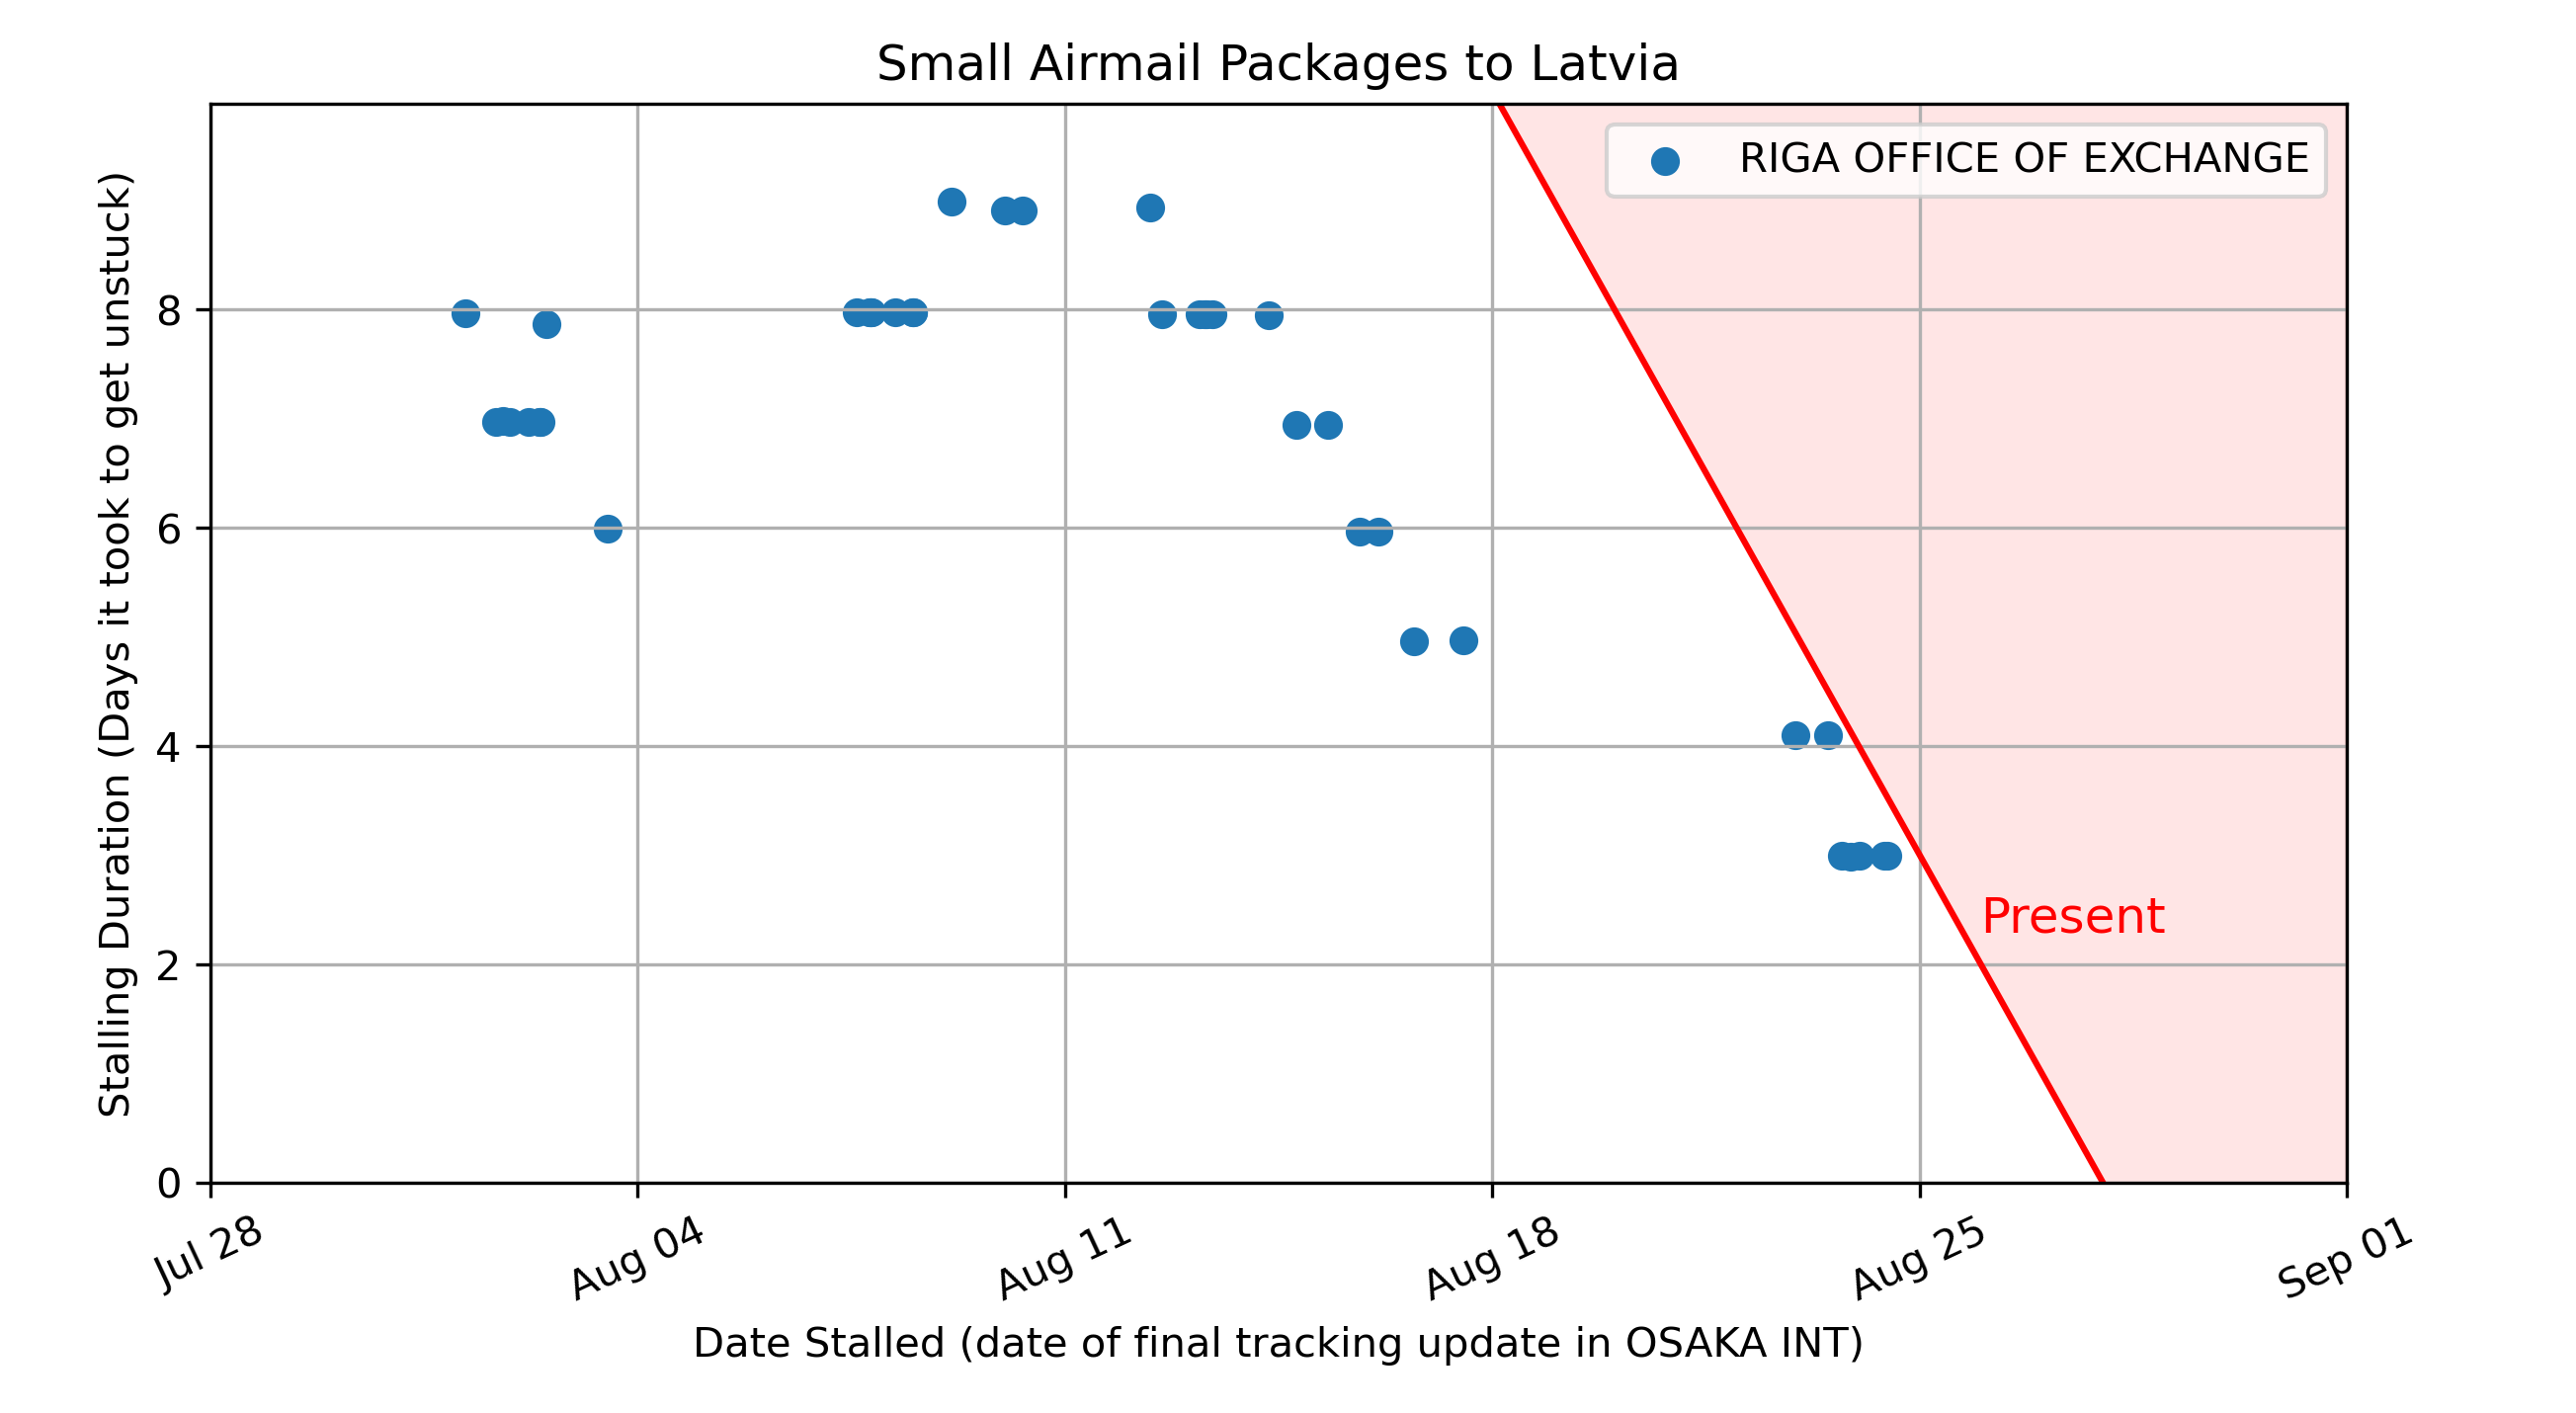 Small Airmail Packages to Latvia
RIGA OFFICE OF EXCHANGE
Stalling Duration (Days it took to get unstuck)
8
6
4
2
0
Present
Jul 28
Aug 04
Aug 11
Aug 18
Aug 25
Sep 01
Date Stalled (date of final tracking update in OSAKA INT)